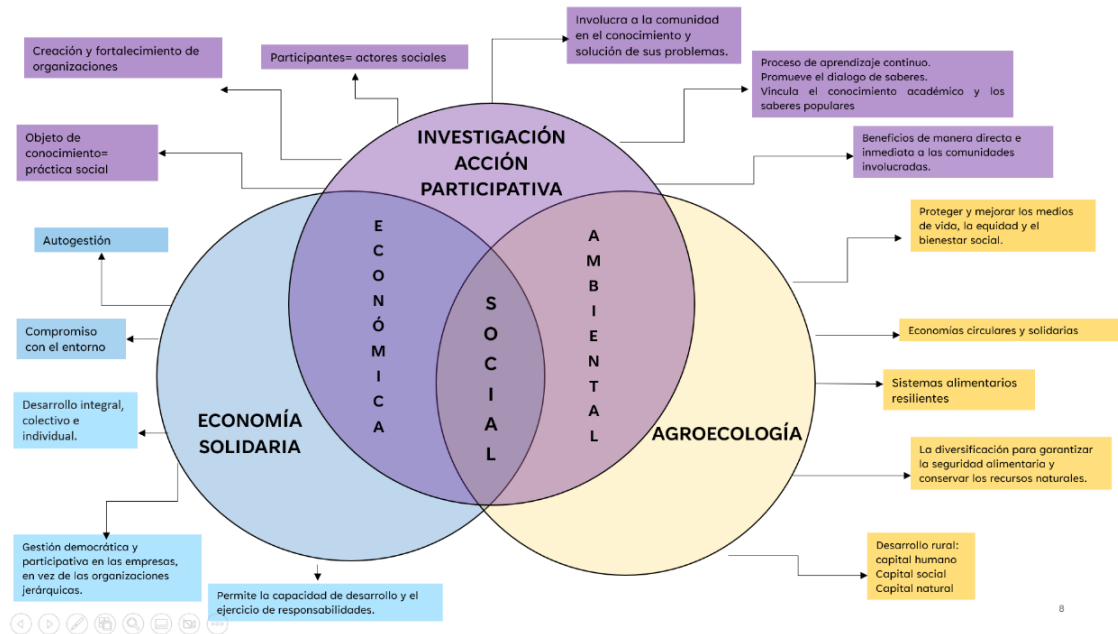 Creación y fortalecimiento de
organizaciones
Participantes= actores sociales
Involucra a la comunidad
en el conocimiento y
solución de sus problemas.
Proceso de aprendizaje continuo.
Promueve el dialogo de saberes.
Vincula el conocimiento académico y los
saberes populares
Objeto de
conocimiento=
práctica social
Beneficios de manera directa e
inmediata a las comunidades
involucradas.
INVESTIGACIÓN
ACCIÓN
PARTICIPATIVA
Autogestión
Compromiso
con el entorno
Desarrollo integral,
colectivo e
individual.
Gestión democrática y
participativa en las empresas,
en vez de las organizaciones
jerárquicas.
Permite la capacidad de desarrollo y el
ejercicio de responsabilidades.
ECONOMÍA
SOLIDARIA
ECONÓMICA
SOCIAL
AMBIENTAL
AGROECOLOGÍA
Proteger y mejorar los medios
de vida, la equidad y el
bienestar social.
Economías circulares y solidarias
Sistemas alimentarios
resilientes
La diversificación para garantizar
la seguridad alimentaria y
conservar los recursos naturales.
Desarrollo rural:
capital humano
Capital social
Capital natural
8